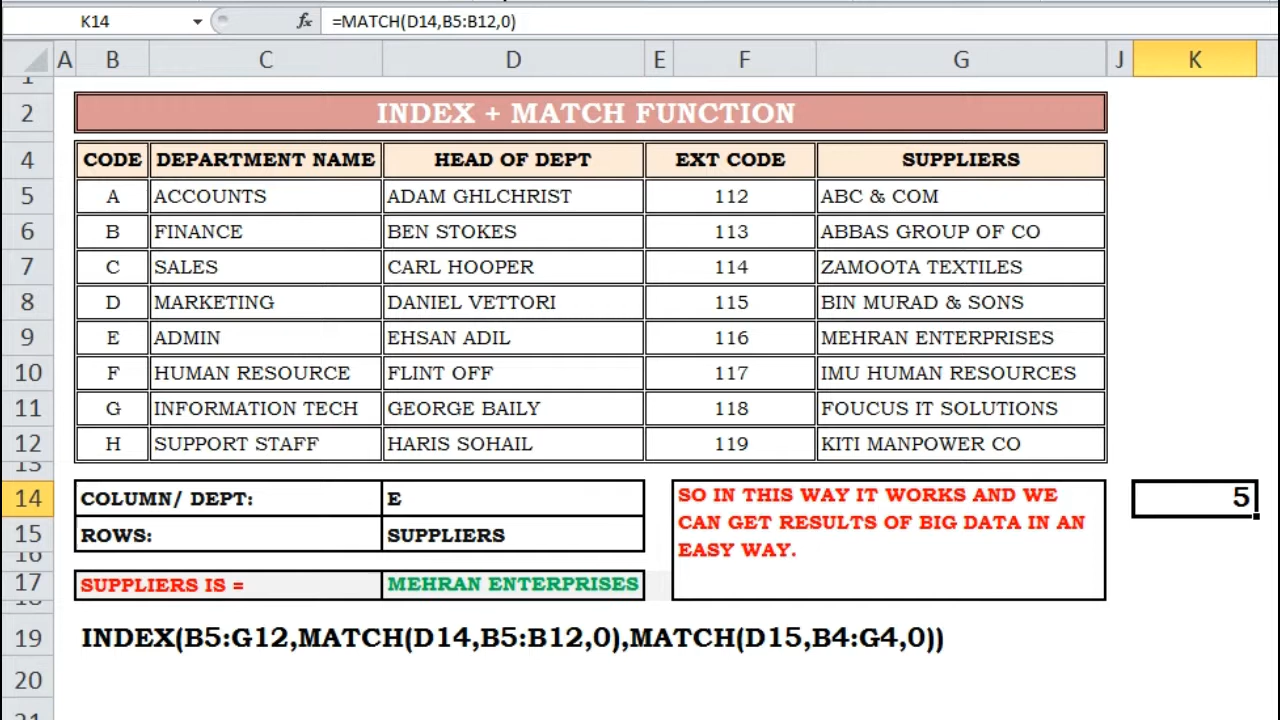 K14 fx =MATCH(D14,B5:B12,0)
A B C D E F G J K
1
2 INDEX + MATCH FUNCTION
4 CODE DEPARTMENT NAME HEAD OF DEPT EXT CODE SUPPLIERS
5 A ACCOUNTS ADAM GHLCHRIST 112 ABC & COM
6 B FINANCE BEN STOKES 113 ABBAS GROUP OF CO
7 C SALES CARL HOOPER 114 ZAMOOTA TEXTILES
8 D MARKETING DANIEL VETTORI 115 BIN MURAD & SONS
9 E ADMIN EHSAN ADIL 116 MEHRAN ENTERPRISES
10 F HUMAN RESOURCE FLINT OFF 117 IMU HUMAN RESOURCES
11 G INFORMATION TECH GEORGE BAILY 118 FOUCUS IT SOLUTIONS
12 H SUPPORT STAFF HARIS SOHAIL 119 KITI MANPOWER CO
13
14 COLUMN/ DEPT: E 5
15 ROWS: SUPPLIERS
16
17 SUPPLIERS IS = MEHRAN ENTERPRISES
18
SO IN THIS WAY IT WORKS AND WE
CAN GET RESULTS OF BIG DATA IN AN
EASY WAY.
19 INDEX(B5:G12,MATCH(D14,B5:B12,0),MATCH(D15,B4:G4,0))
20
21